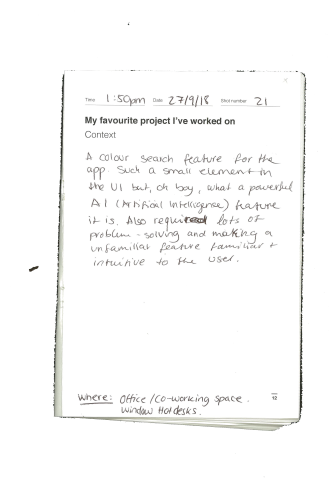 Time 1:50pm Date 27/9/18 Shot number 21
My favourite project I've worked on
Context
A colour search feature for the
app. Such a small element in
the UI but, oh boy, what a powerful
AI (Artificial Intelligence) feature
it is. Also required lots of
problem-solving and making a
unfamiliar feature familiar +
intuitive to the user.
Where: Office/Co-working space.
Window Hotdesks.
12